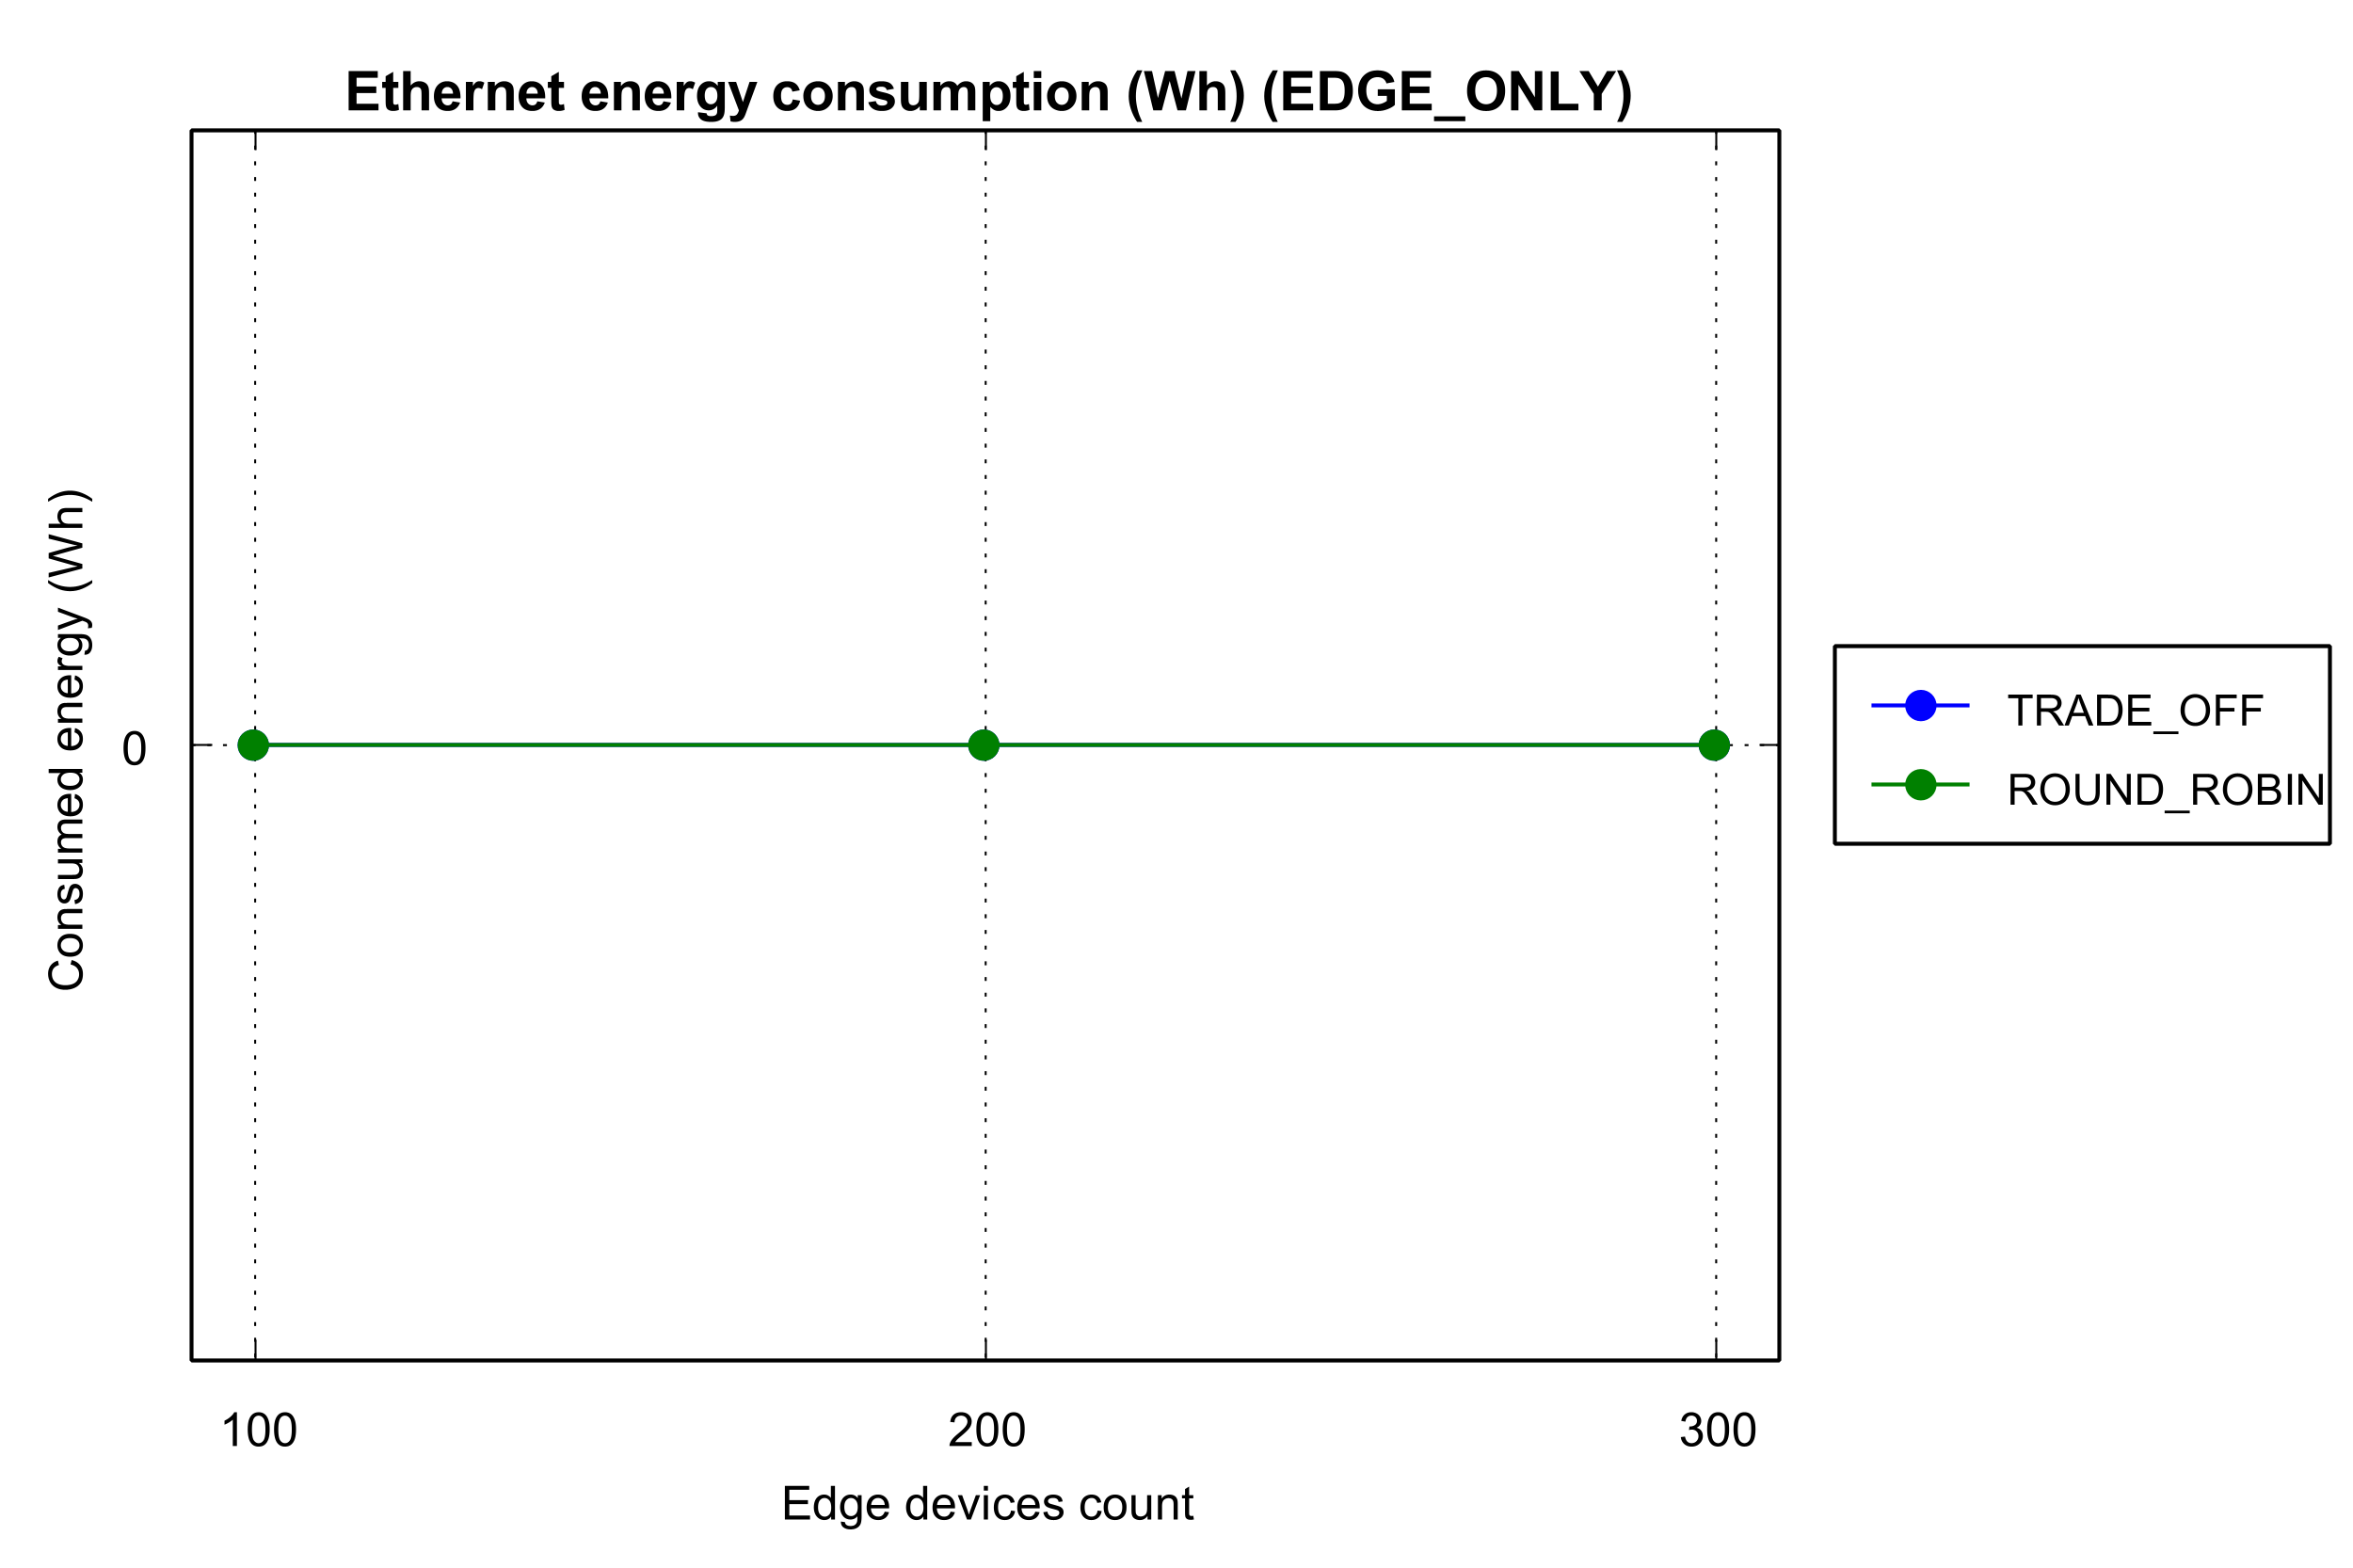 Ethernet energy consumption (Wh) (EDGE_ONLY)
Consumed energy (Wh)
0
TRADE_OFF
ROUND_ROBIN
100 200 300
Edge devices count